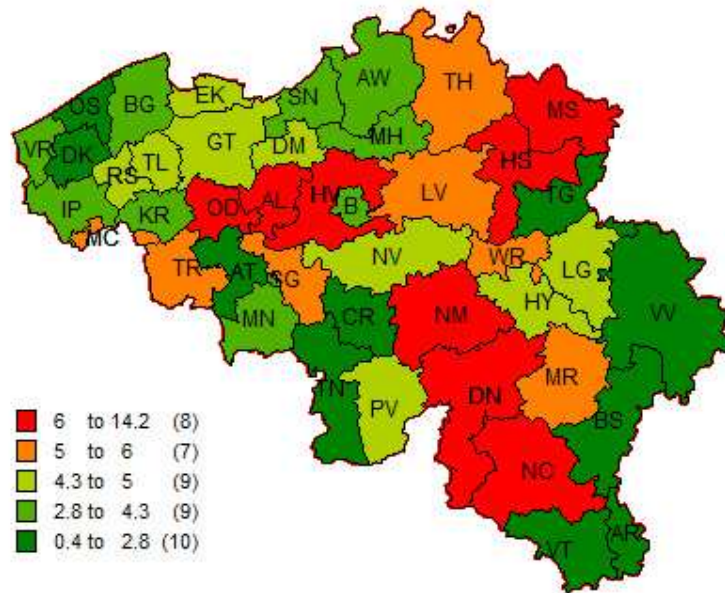 AW
TH
EK
SN
MS
OS
BG
GT
MH
VR
DK
TL
DM
HS
RS
HV
LV
TG
IP
KR
OD
AL
B
MC
NV
WR
LG
TR
AT
SG
HY
VV
MN
CR
NM
MR
TN
PV
DN
BS
NC
VT
AR
6 to 14.2 (8)
5 to 6 (7)
4.3 to 5 (9)
2.8 to 4.3 (9)
0.4 to 2.8 (10)